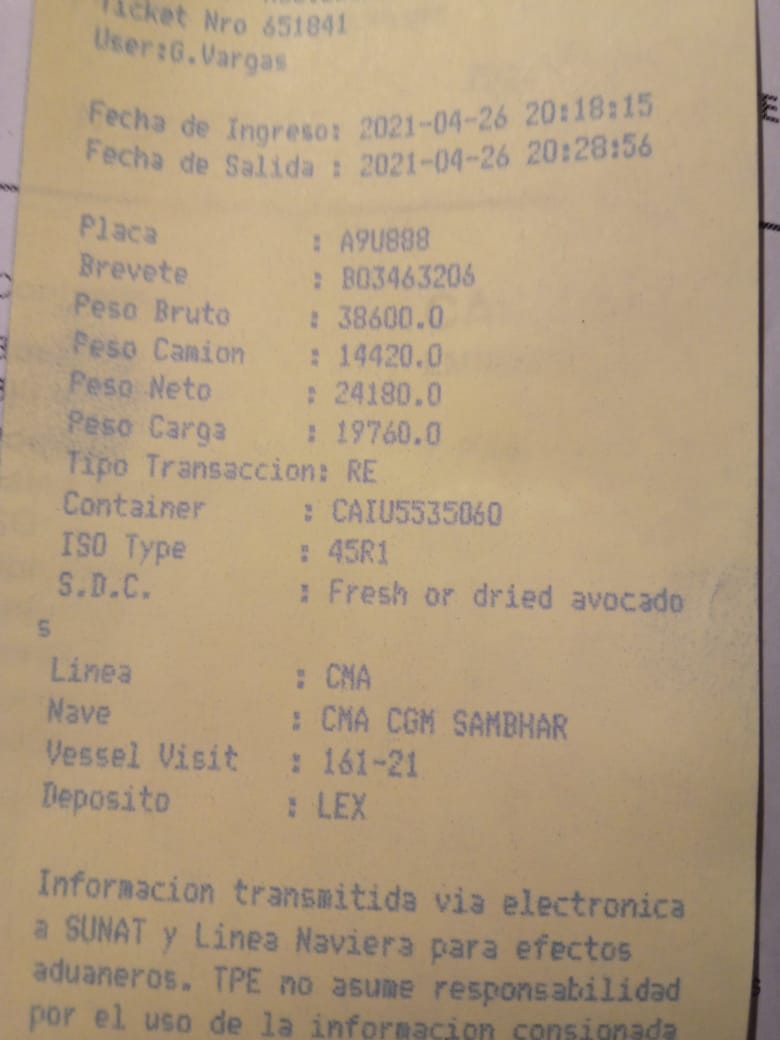 Ticket Nro 651841
User:G.Vargas
Fecha de Ingreso: 2021-04-26 20:18:15
Fecha de Salida : 2021-04-26 20:28:56
Placa : A9U888
Brevete : B03463206
Peso Bruto : 38600.0
Peso Camion : 14420.0
Peso Neto : 24180.0
Peso Carga : 19760.0
Tipo Transaccion: RE
Container : CAIU5535060
ISO Type : 45R1
S.D.C. : Fresh or dried avocado
s
Linea : CMA
Nave : CMA CGM SAMBHAR
Vessel Visit : 161-21
Deposito : LEX
Informacion transmitida via electronica
a SUNAT y Linea Naviera para efectos
aduaneros. TPE no asume responsabilidad
por el uso de la informacion consignada